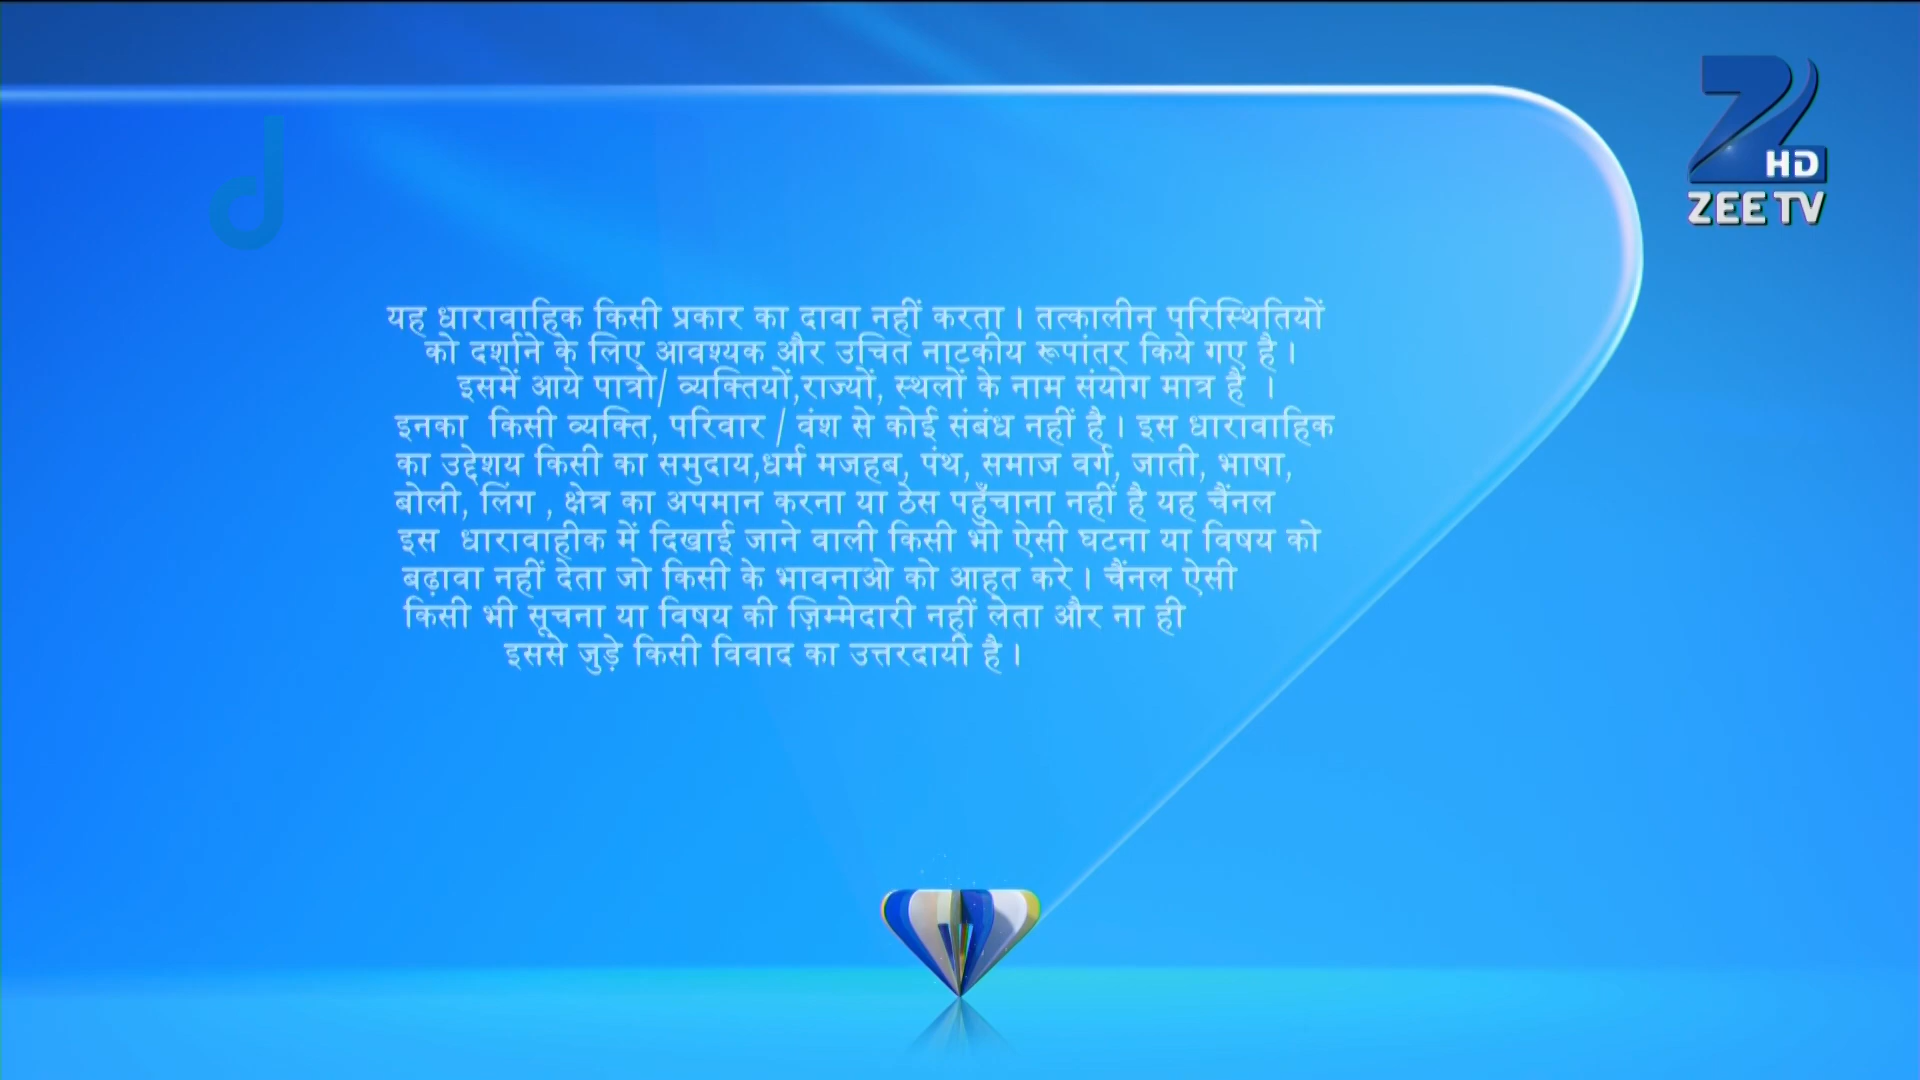 d
HD
ZEE TV
यह धारावाहिक किसी प्रकार का दावा नहीं करता । तत्कालीन परिस्थितियों
को दर्शाने के लिए आवश्यक और उचित नाटकीय रूपांतर किये गए है ।
इसमें आये पात्रो/ व्यक्तियों,राज्यों, स्थलों के नाम संयोग मात्र है ।
इनका किसी व्यक्ति, परिवार / वंश से कोई संबंध नहीं है । इस धारावाहिक
का उद्देशय किसी का समुदाय,धर्म मजहब, पंथ, समाज वर्ग, जाती, भाषा,
बोली, लिंग , क्षेत्र का अपमान करना या ठेस पहुँचाना नहीं है यह चैंनल
इस धारावाहीक में दिखाई जाने वाली किसी भी ऐसी घटना या विषय को
बढ़ावा नहीं देता जो किसी के भावनाओ को आहत करे । चैंनल ऐसी
किसी भी सूचना या विषय की ज़िम्मेदारी नहीं लेता और ना ही
इससे जुड़े किसी विवाद का उत्तरदायी है ।